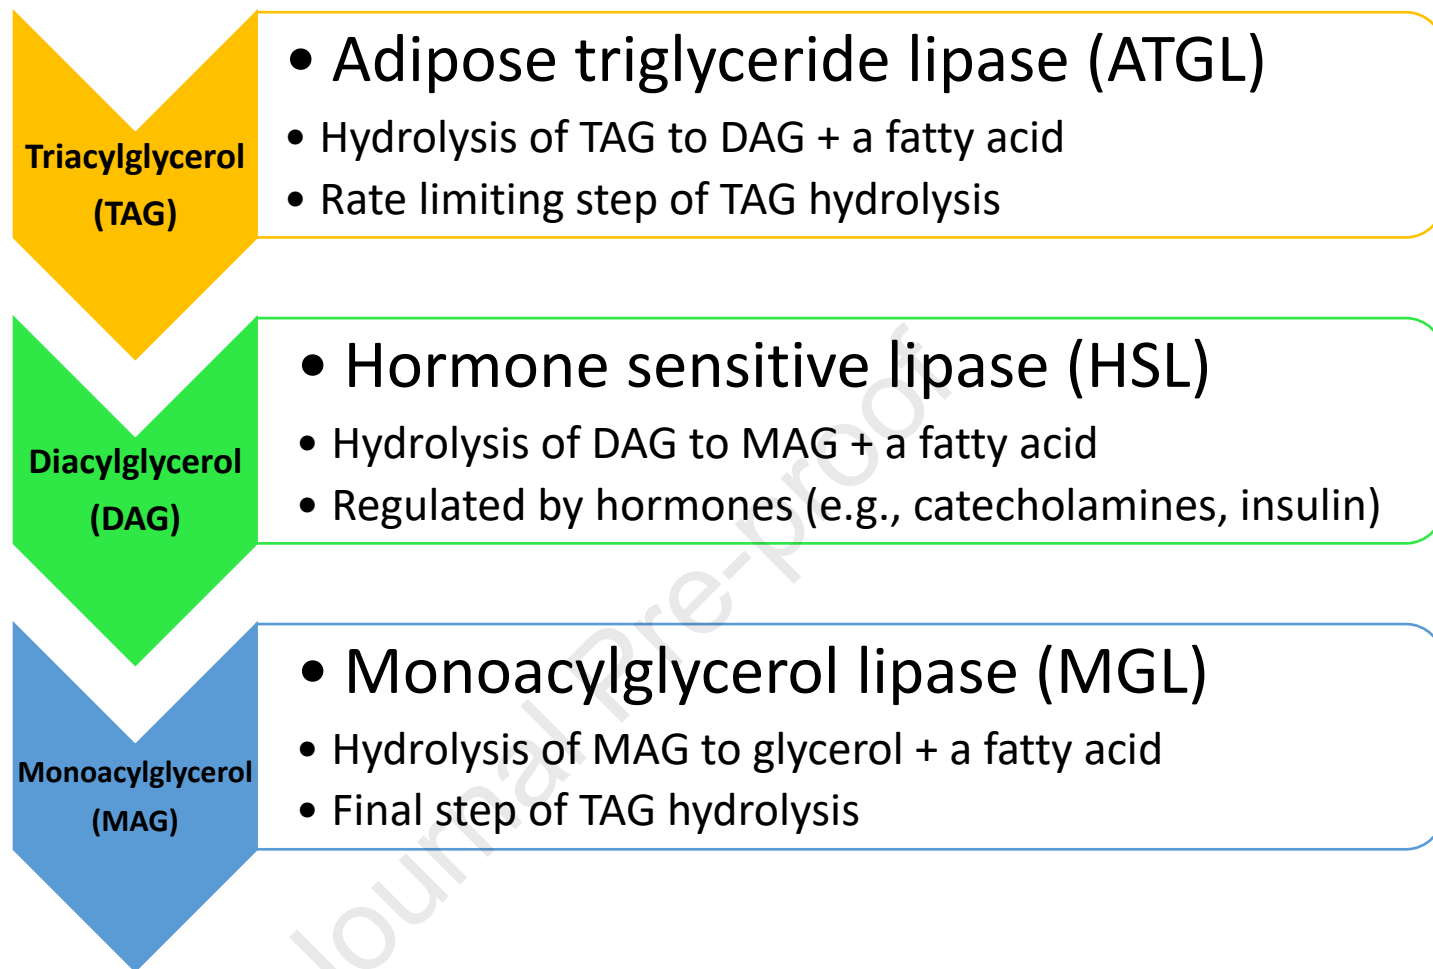 Triacylglycerol
(TAG)
• Adipose triglyceride lipase (ATGL)
• Hydrolysis of TAG to DAG + a fatty acid
• Rate limiting step of TAG hydrolysis
Diacylglycerol
(DAG)
• Hormone sensitive lipase (HSL)
• Hydrolysis of DAG to MAG + a fatty acid
• Regulated by hormones (e.g., catecholamines, insulin)
Monoacylglycerol
(MAG)
• Monoacylglycerol lipase (MGL)
• Hydrolysis of MAG to glycerol + a fatty acid
• Final step of TAG hydrolysis
Journal Pre-proof